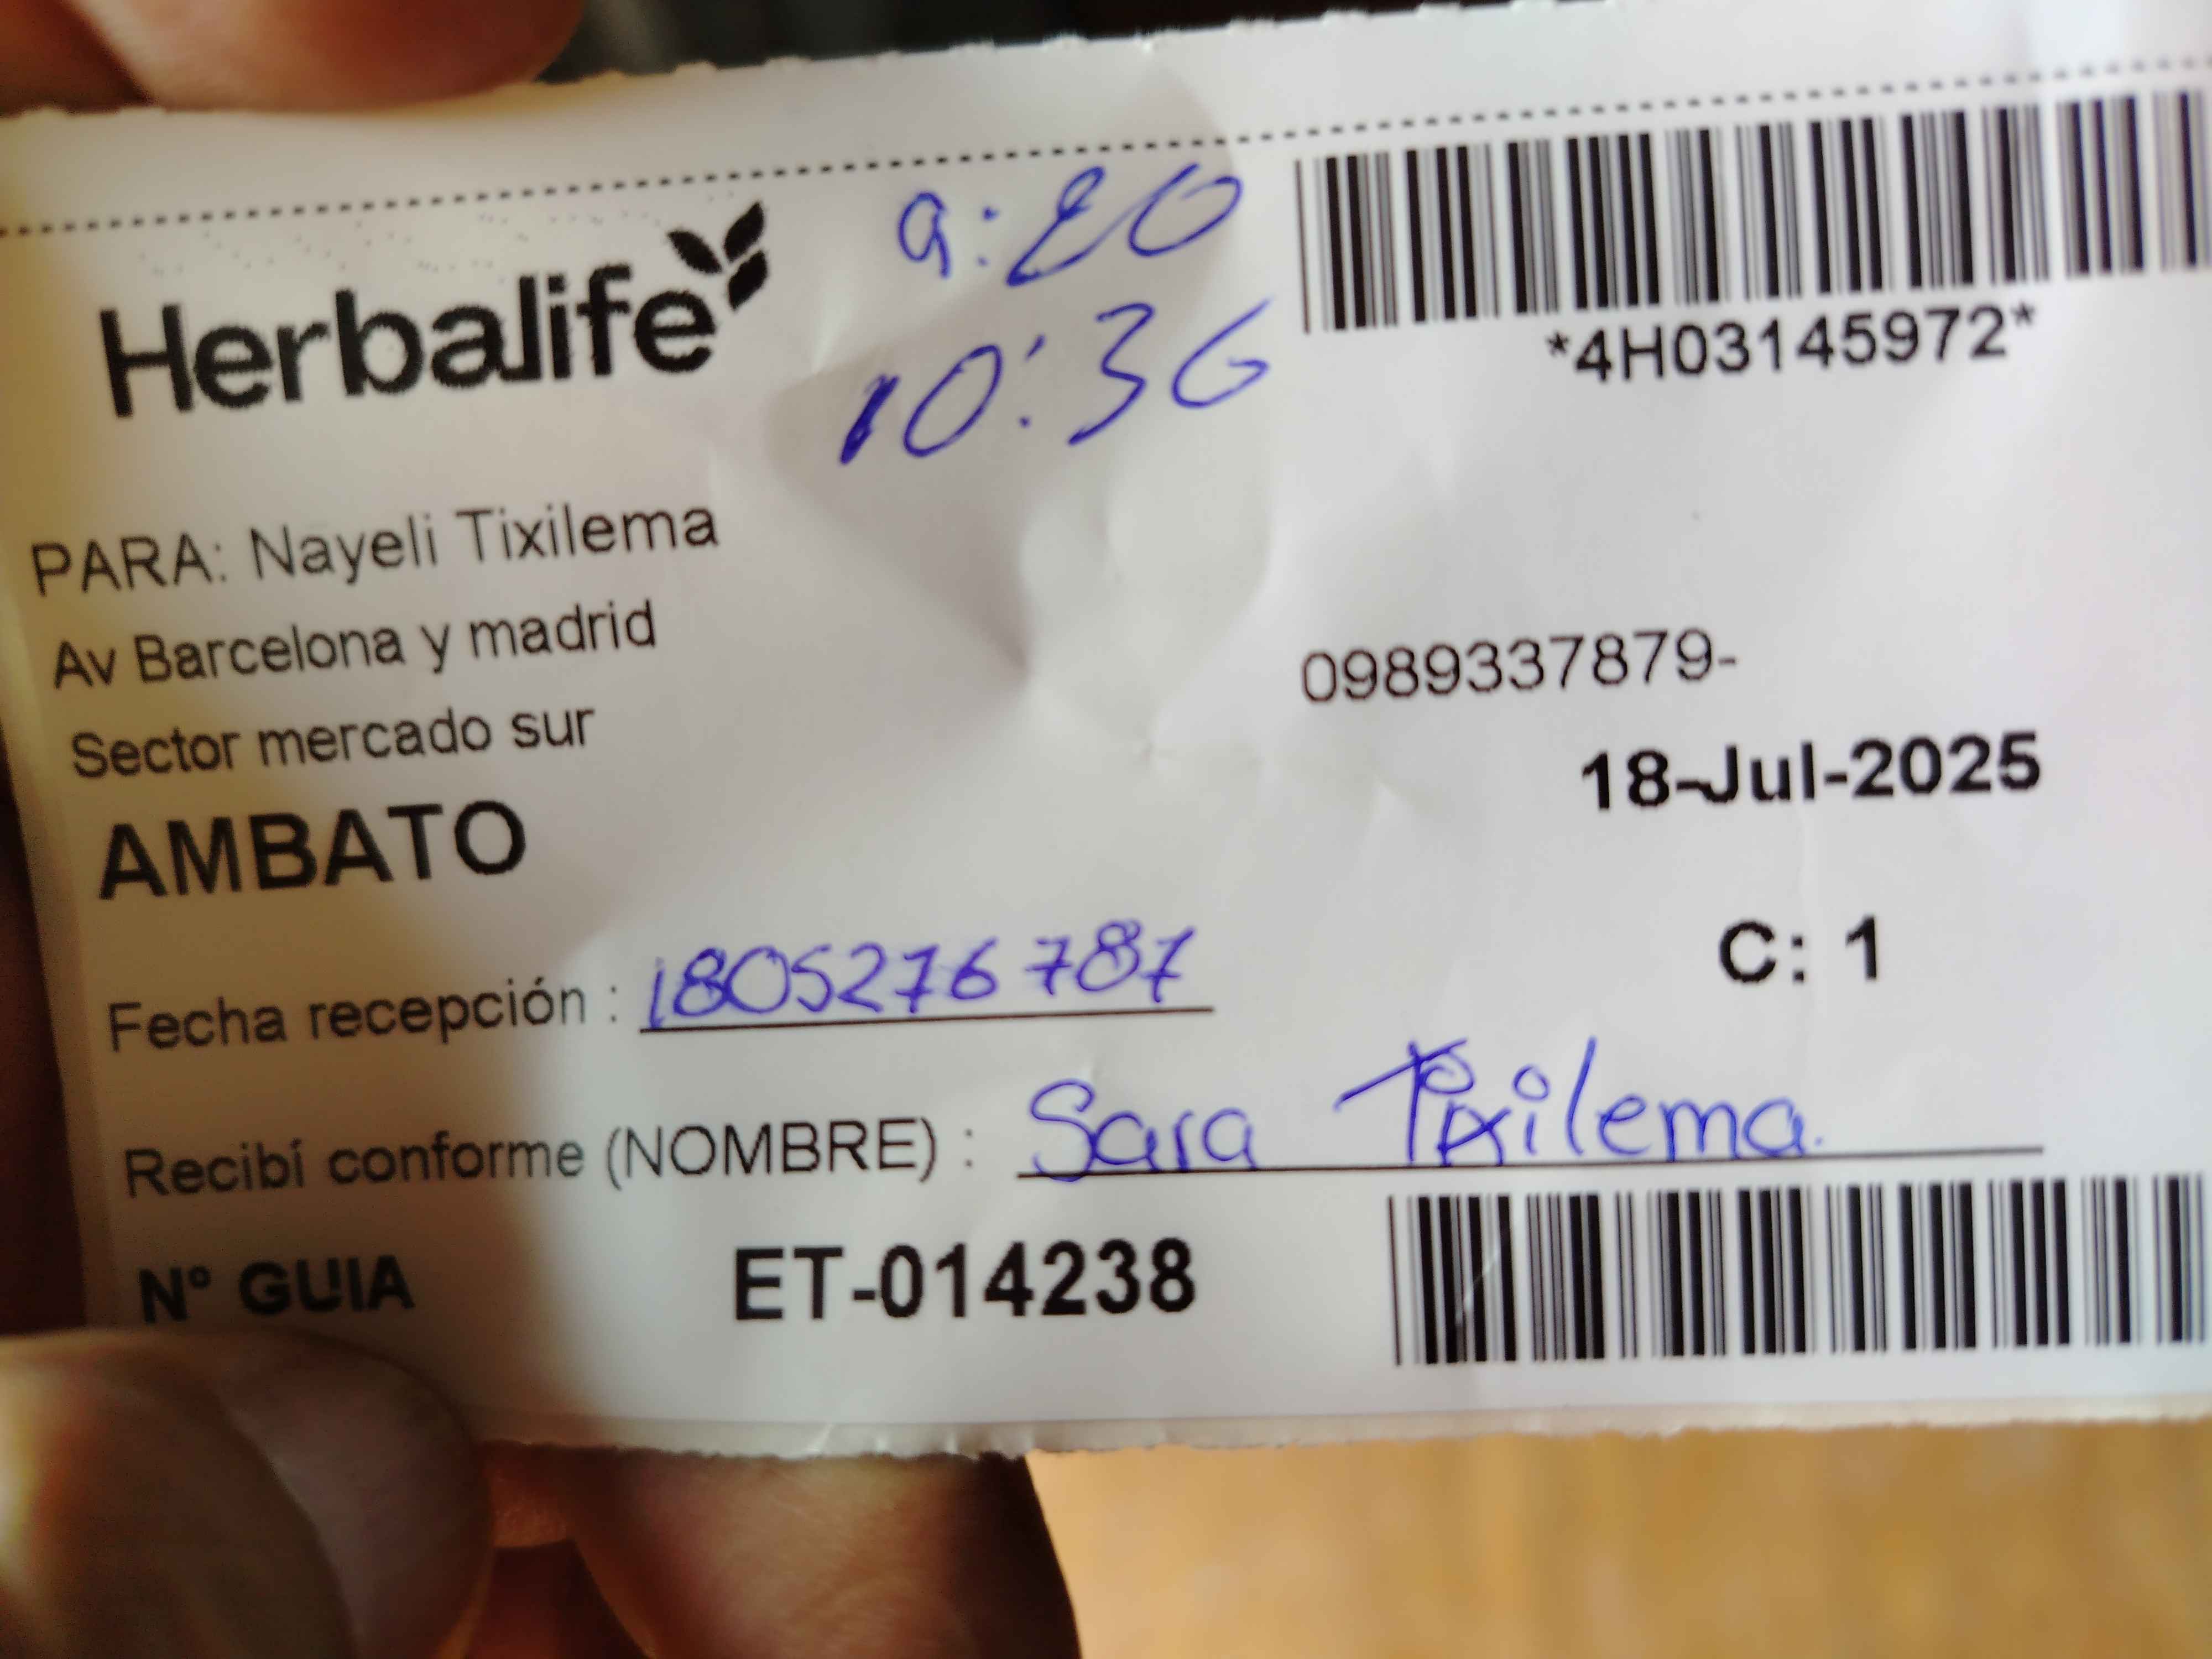 Herbalife
9:20
10:36
*4H03145972*
PARA: Nayeli Tixilema
Av Barcelona y madrid
0989337879-
Sector mercado sur
18-Jul-2025
AMBATO
C: 1
Fecha recepción : 1805276787
Recibí conforme (NOMBRE) : Sara Tixilema.
Nº GUIA ET-014238